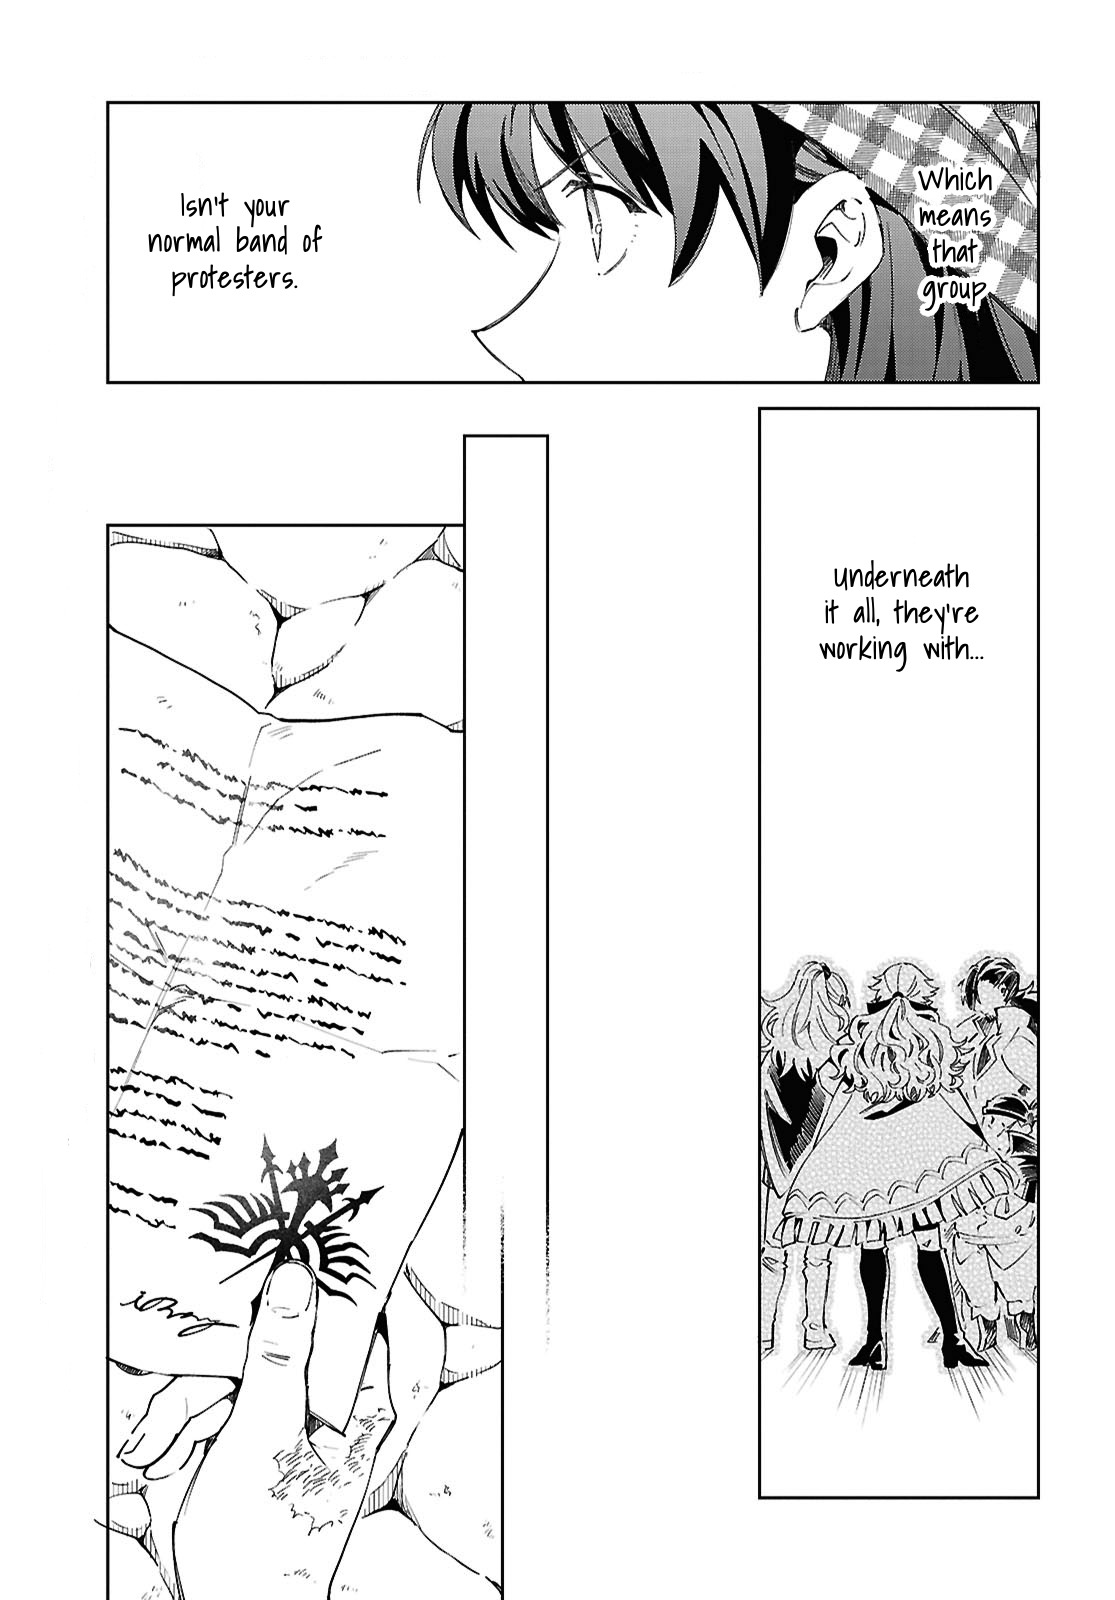 Which
means
that
group
Isn't your
normal band of
protesters.
Underneath
it all, they're
working with...